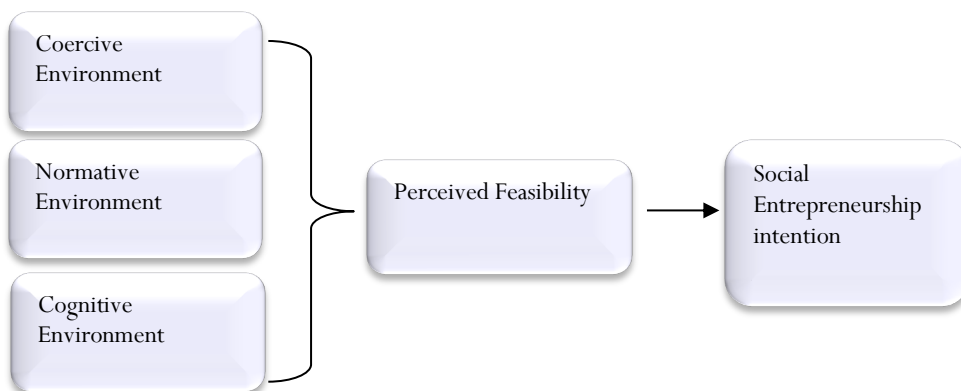 Coercive
Environment
Normative
Environment
Cognitive
Environment
Perceived Feasibility
Social
Entrepreneurship
intention